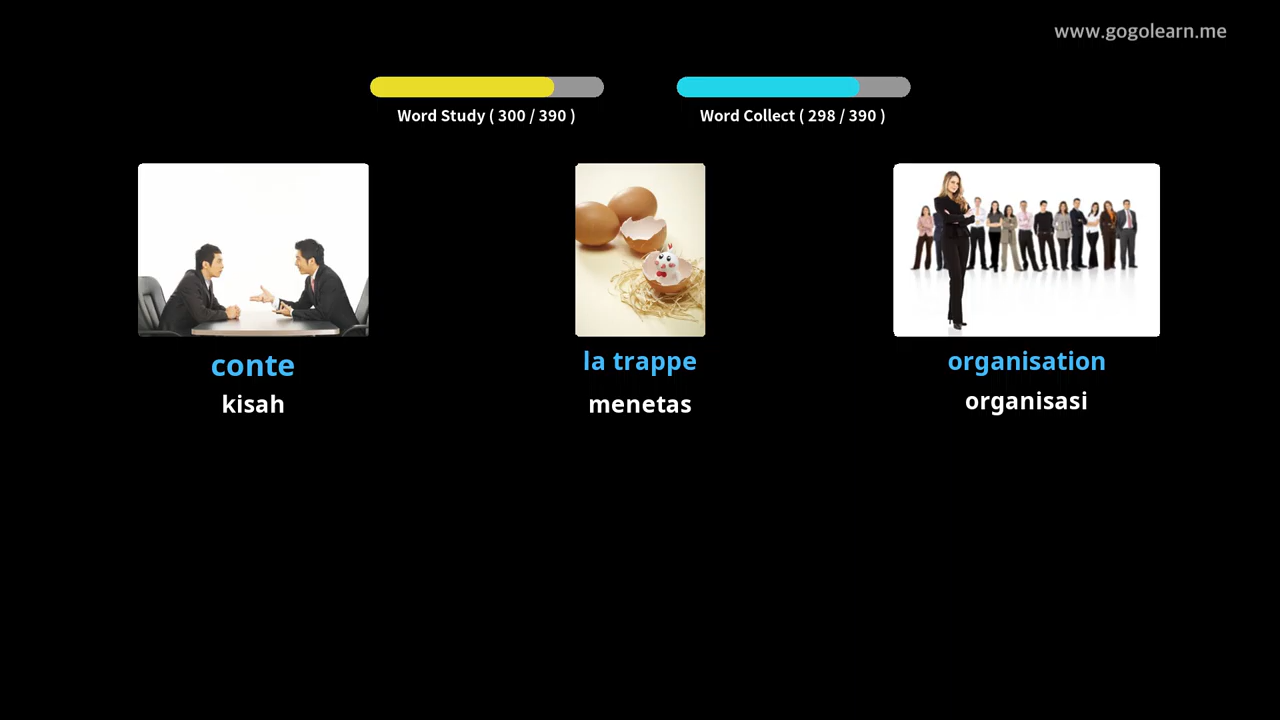 www.gogolearn.me
Word Study ( 300 / 390 )
Word Collect ( 298 / 390 )
conte
la trappe
organisation
kisah
menetas
organisasi